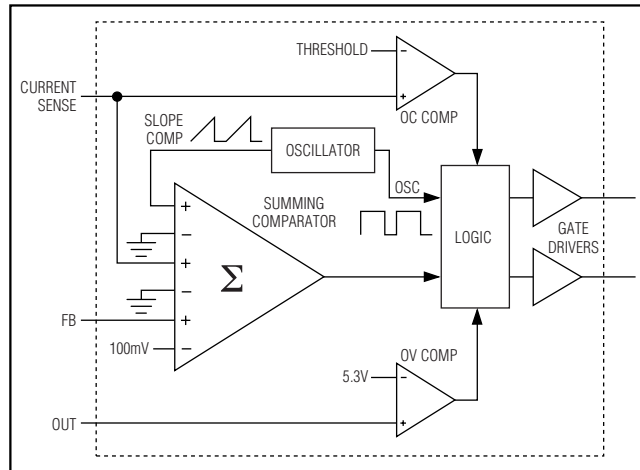 THRESHOLD
−
+
OC COMP
CURRENT
SENSE
SLOPE
COMP
OSCILLATOR
OSC
SUMMING
COMPARATOR
LOGIC
GATE
DRIVERS
+
−
+
−
+
−
Σ
FB
100mV
OV COMP
5.3V
−
+
OUT